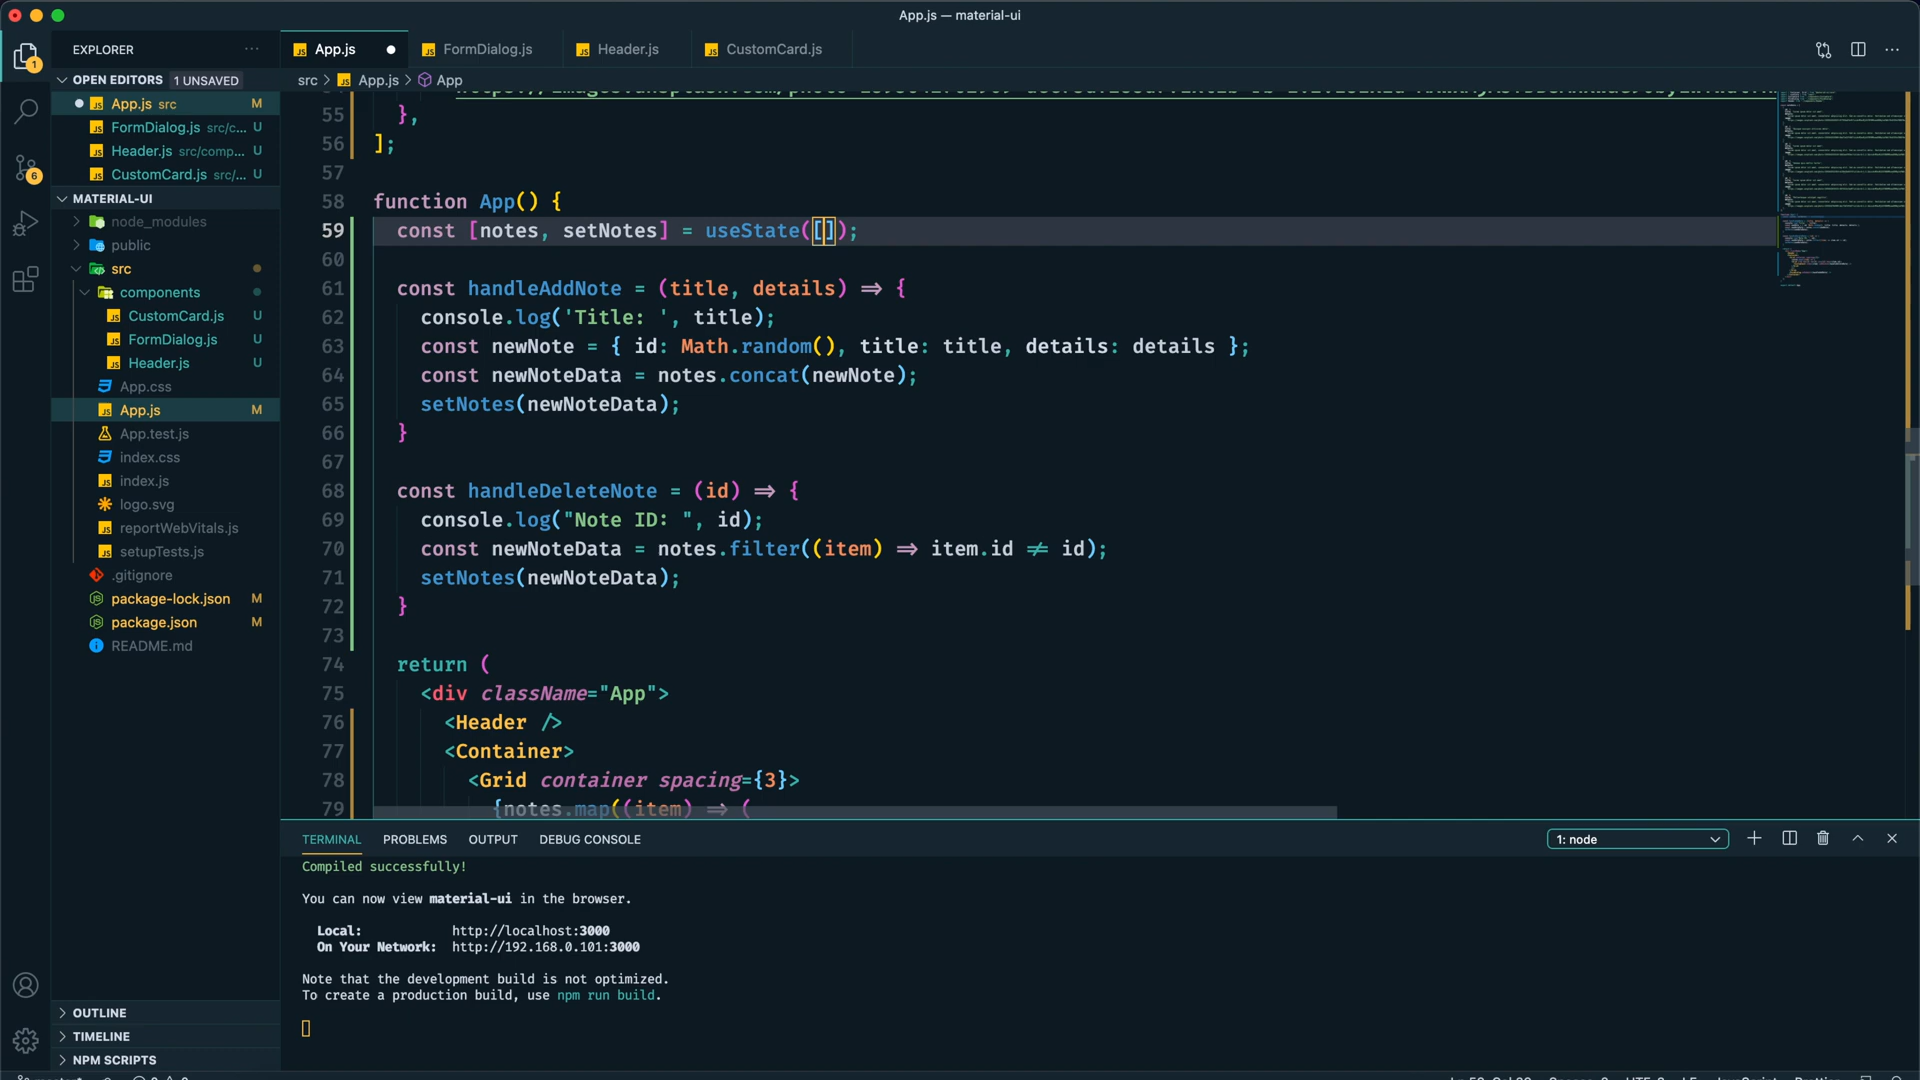 App.js — material-ui
EXPLORER
OPEN EDITORS 1 UNSAVED
App.js src M
FormDialog.js src/c... U
Header.js src/comp... U
CustomCard.js src/... U
MATERIAL-UI
node_modules
public
src
components
CustomCard.js U
FormDialog.js U
Header.js U
App.css
App.js M
App.test.js
index.css
index.js
logo.svg
reportWebVitals.js
setupTests.js
.gitignore
package-lock.json M
package.json M
README.md
OUTLINE
TIMELINE
NPM SCRIPTS
1
6
App.js
FormDialog.js
Header.js
CustomCard.js
src > App.js > App
55 },
56 ];
57
58 function App() {
59 const [notes, setNotes] = useState([]);
60
61 const handleAddNote = (title, details) => {
62 console.log('Title: ', title);
63 const newNote = { id: Math.random(), title: title, details: details };
64 const newNoteData = notes.concat(newNote);
65 setNotes(newNoteData);
66 }
67
68 const handleDeleteNote = (id) => {
69 console.log("Note ID: ", id);
70 const newNoteData = notes.filter((item) => item.id != id);
71 setNotes(newNoteData);
72 }
73
74 return (
75 <div className="App">
76 <Header />
77 <Container>
78 <Grid container spacing={3}>
79 {notes.map((item) => (
TERMINAL PROBLEMS OUTPUT DEBUG CONSOLE
1: node
Compiled successfully!
You can now view material-ui in the browser.
Local: http://localhost:3000
On Your Network: http://192.168.0.101:3000
Note that the development build is not optimized.
To create a production build, use npm run build.